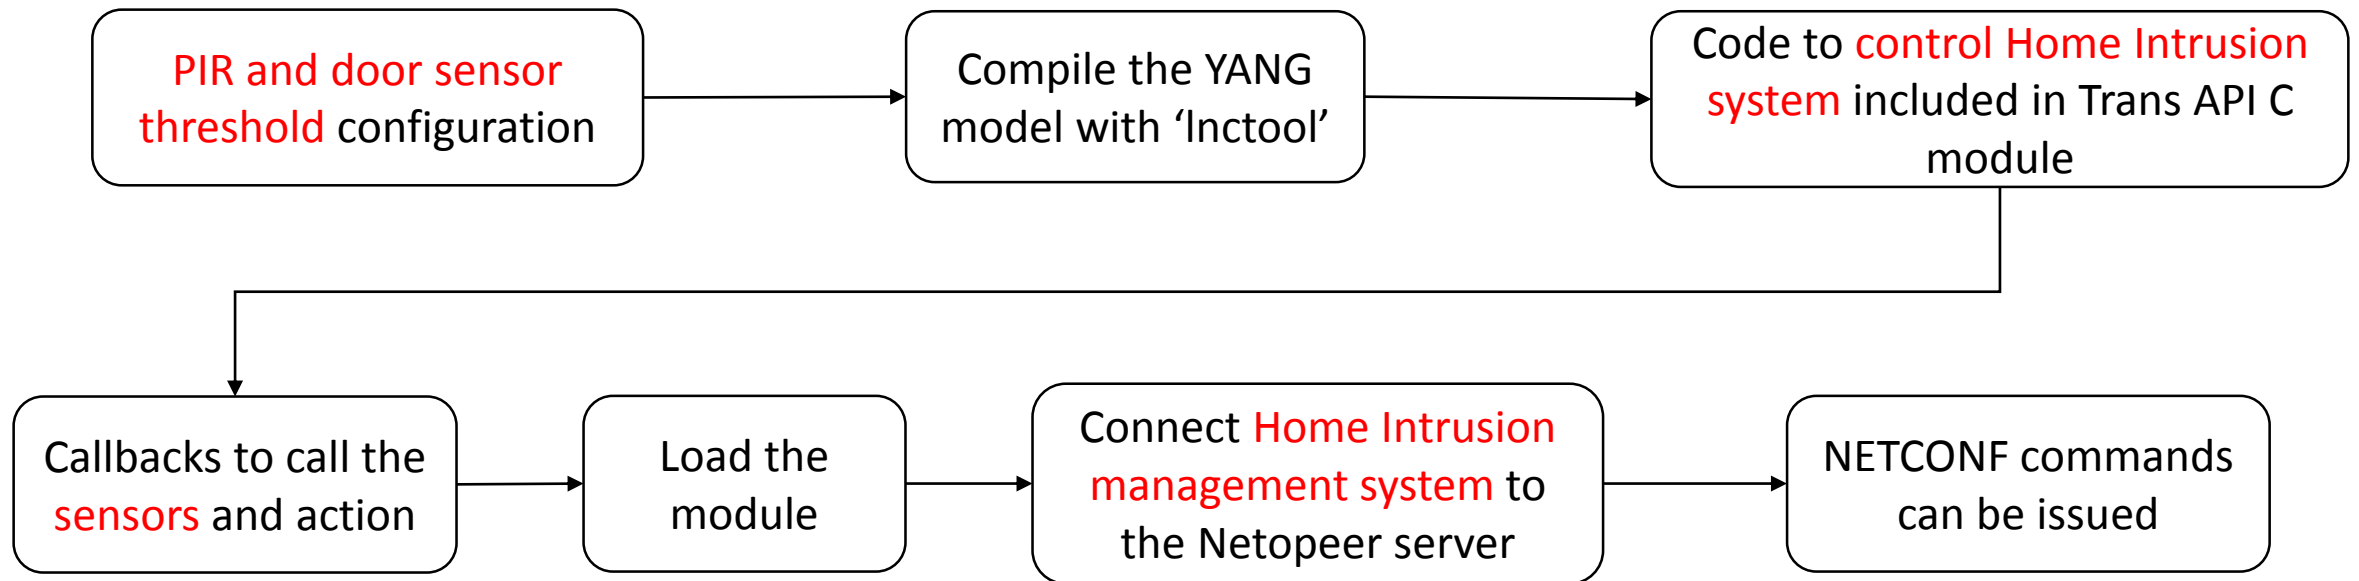 PIR and door sensor
threshold configuration
Compile the YANG
model with ‘lnctool’
Code to control Home Intrusion
system included in Trans API C
module
Callbacks to call the
sensors and action
Load the
module
Connect Home Intrusion
management system to
the Netopeer server
NETCONF commands
can be issued